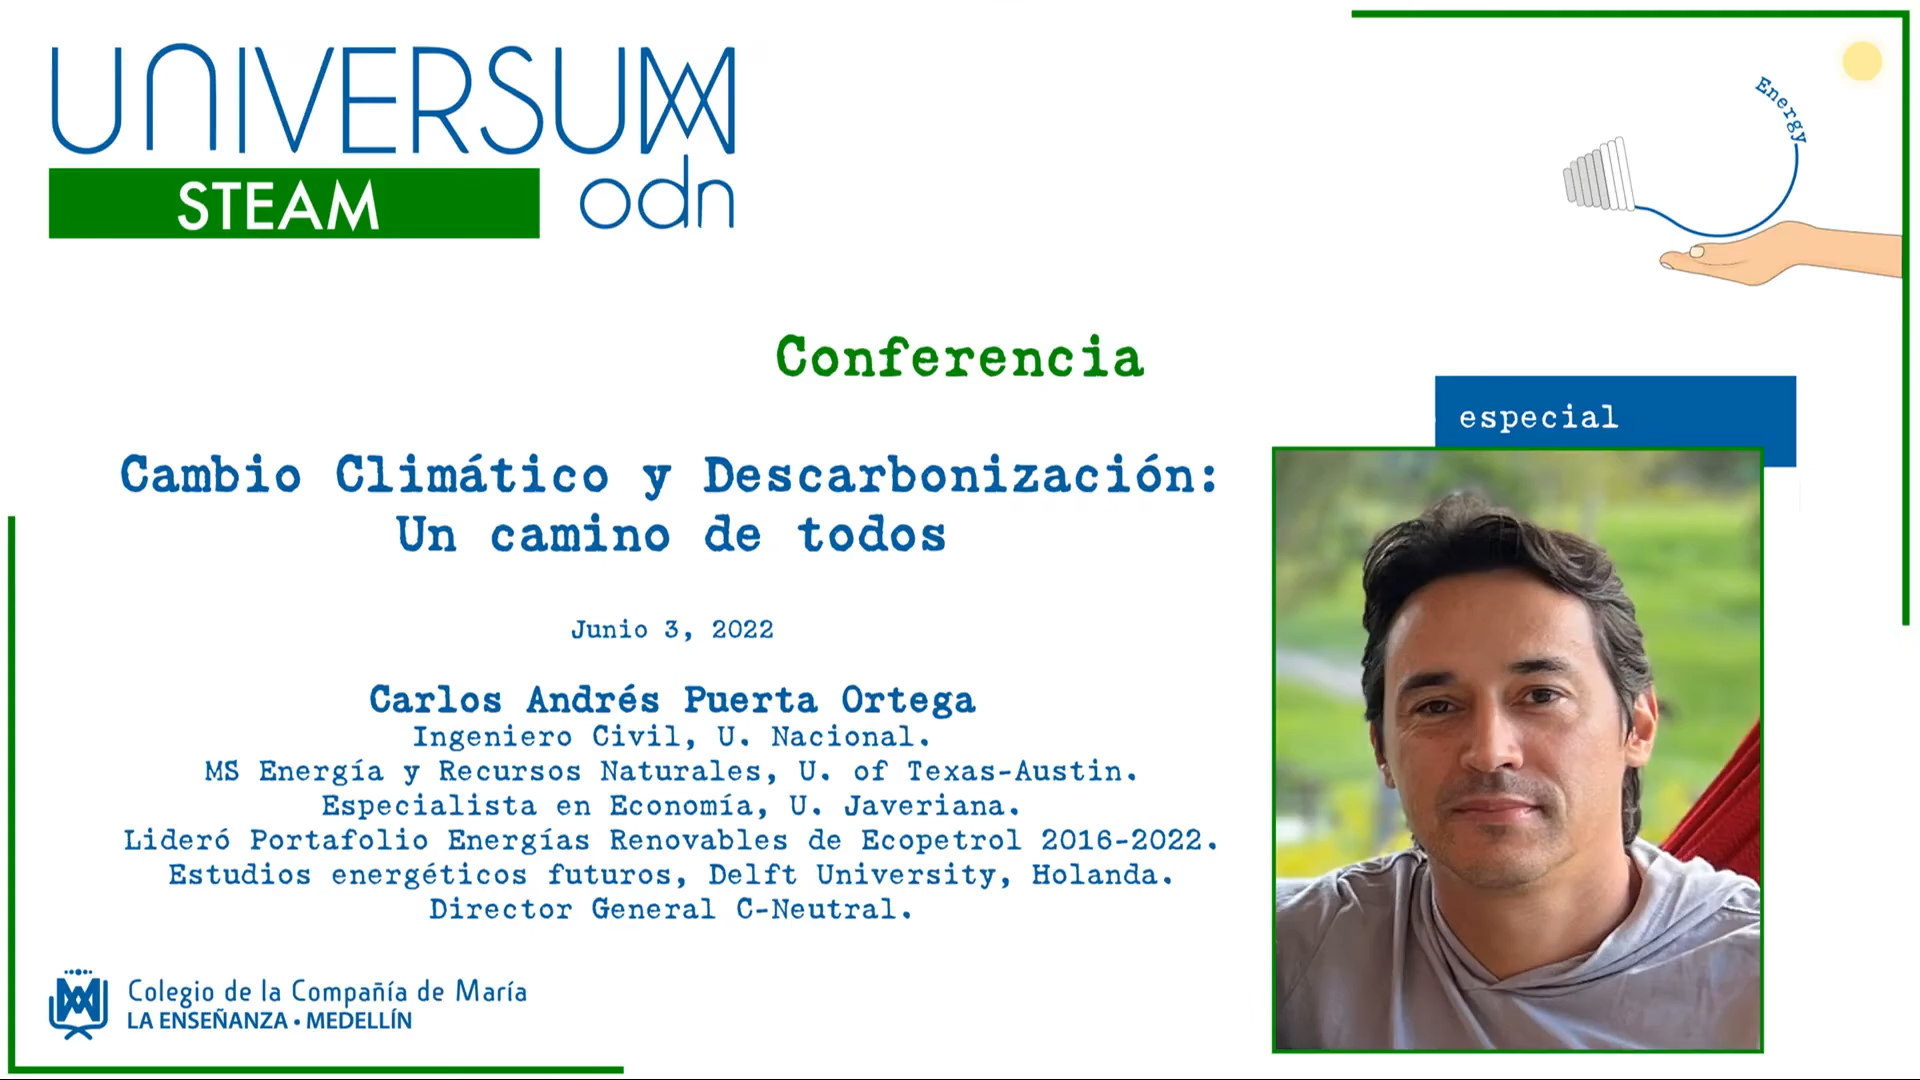 UNIVERSUM
STEAM
odn
Energy
Conferencia
especial
Cambio Climático y Descarbonización:
Un camino de todos
Junio 3, 2022
Carlos Andrés Puerta Ortega
Ingeniero Civil, U. Nacional.
MS Energía y Recursos Naturales, U. of Texas-Austin.
Especialista en Economía, U. Javeriana.
Lideró Portafolio Energías Renovables de Ecopetrol 2016-2022.
Estudios energéticos futuros, Delft University, Holanda.
Director General C-Neutral.
Colegio de la Compañía de María
LA ENSEÑANZA • MEDELLÍN